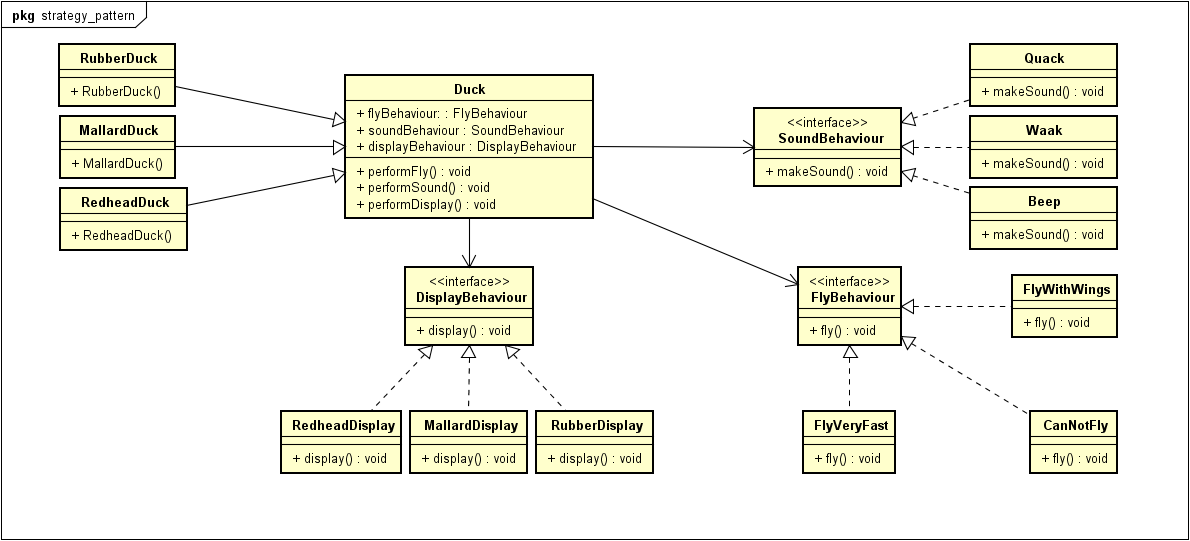 pkg strategy_pattern
RubberDuck
+ RubberDuck()
MallardDuck
+ MallardDuck()
RedheadDuck
+ RedheadDuck()
Duck
+ flyBehaviour: : FlyBehaviour
+ soundBehaviour : SoundBehaviour
+ displayBehaviour : DisplayBehaviour
+ performFly() : void
+ performSound() : void
+ performDisplay() : void
<<interface>>
SoundBehaviour
+ makeSound() : void
Quack
+ makeSound() : void
Waak
+ makeSound() : void
Beep
+ makeSound() : void
<<interface>>
DisplayBehaviour
+ display() : void
<<interface>>
FlyBehaviour
+ fly() : void
FlyWithWings
+ fly() : void
RedheadDisplay
+ display() : void
MallardDisplay
+ display() : void
RubberDisplay
+ display() : void
FlyVeryFast
+ fly() : void
CanNotFly
+ fly() : void